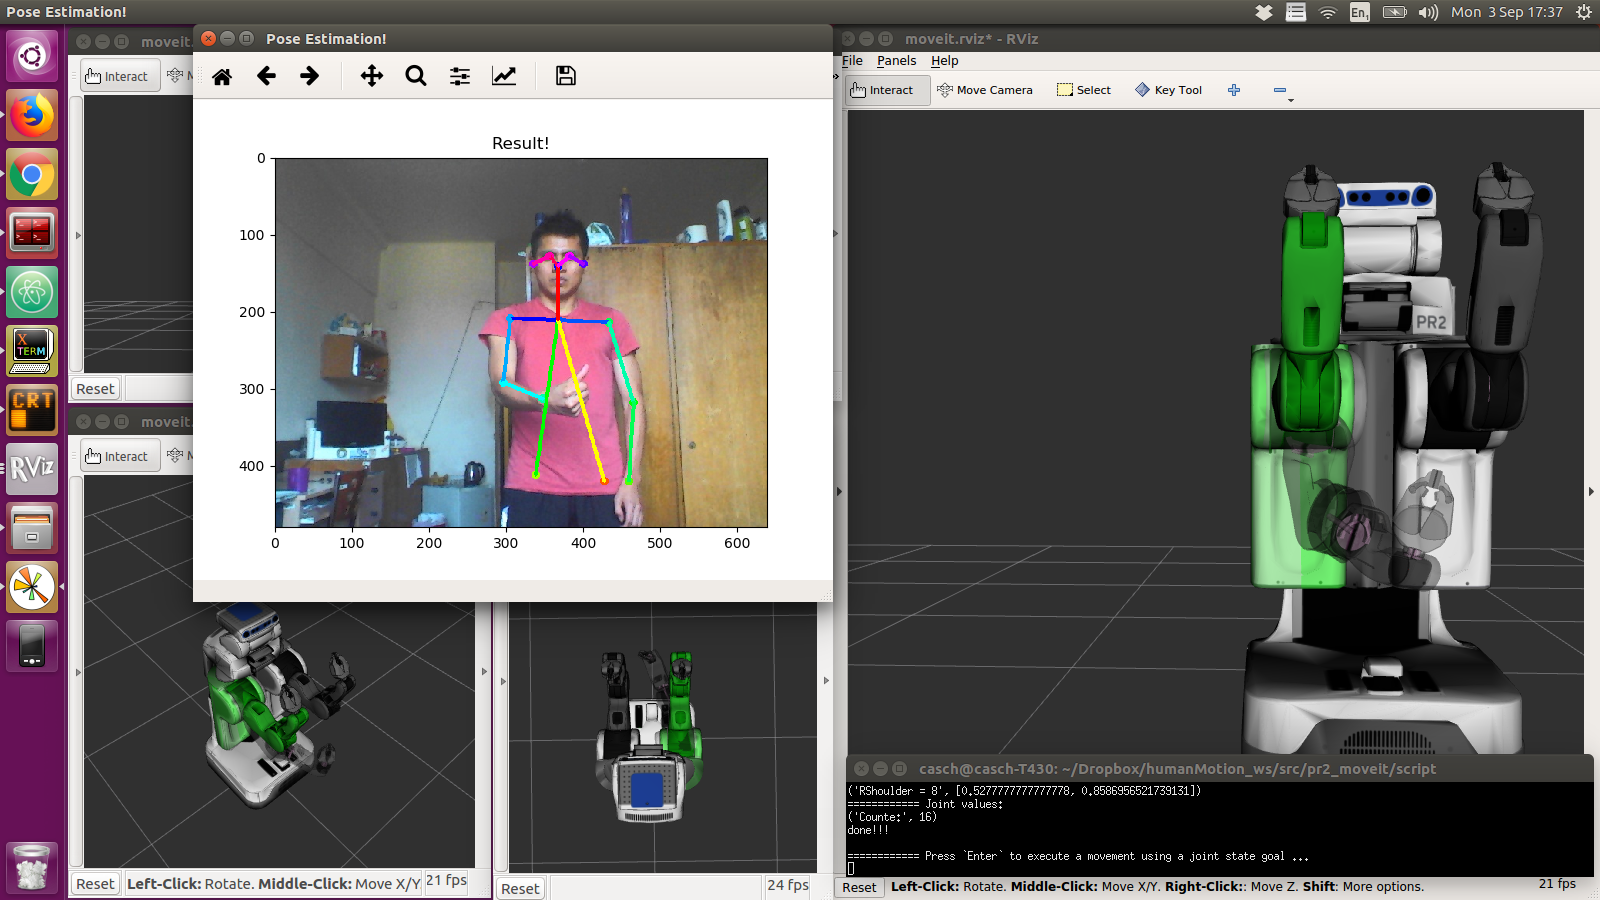 Pose Estimation!
En1
Mon 3 Sep 17:37
moveit.
Pose Estimation!
moveit.rviz* - RViz
Interact
M
File Panels Help
Interact
Move Camera
Select
Key Tool
Result!
0
100
200
300
400
0 100 200 300 400 500 600
PR2
X
TERM
CRT
RViz
Reset
moveit.
Interact
M
casch@casch-T430: ~/Dropbox/humanMotion_ws/src/pr2_moveit/script
('RShoulder = 8', [0.5277777777777778, 0.8586956521739131])
============ Joint values:
('Counte:', 16)
done!!!
============ Press `Enter` to execute a movement using a joint state goal ...
Reset
Left-Click: Rotate. Middle-Click: Move X/Y
21 fps
Reset
24 fps
Reset
Left-Click: Rotate. Middle-Click: Move X/Y. Right-Click:: Move Z. Shift: More options.
21 fps